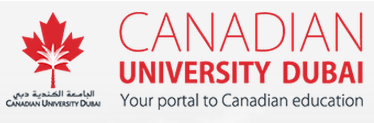 الجامعة الكندية دبي
CANADIAN UNIVERSITY DUBAI
CANADIAN
UNIVERSITY DUBAI
Your portal to Canadian education